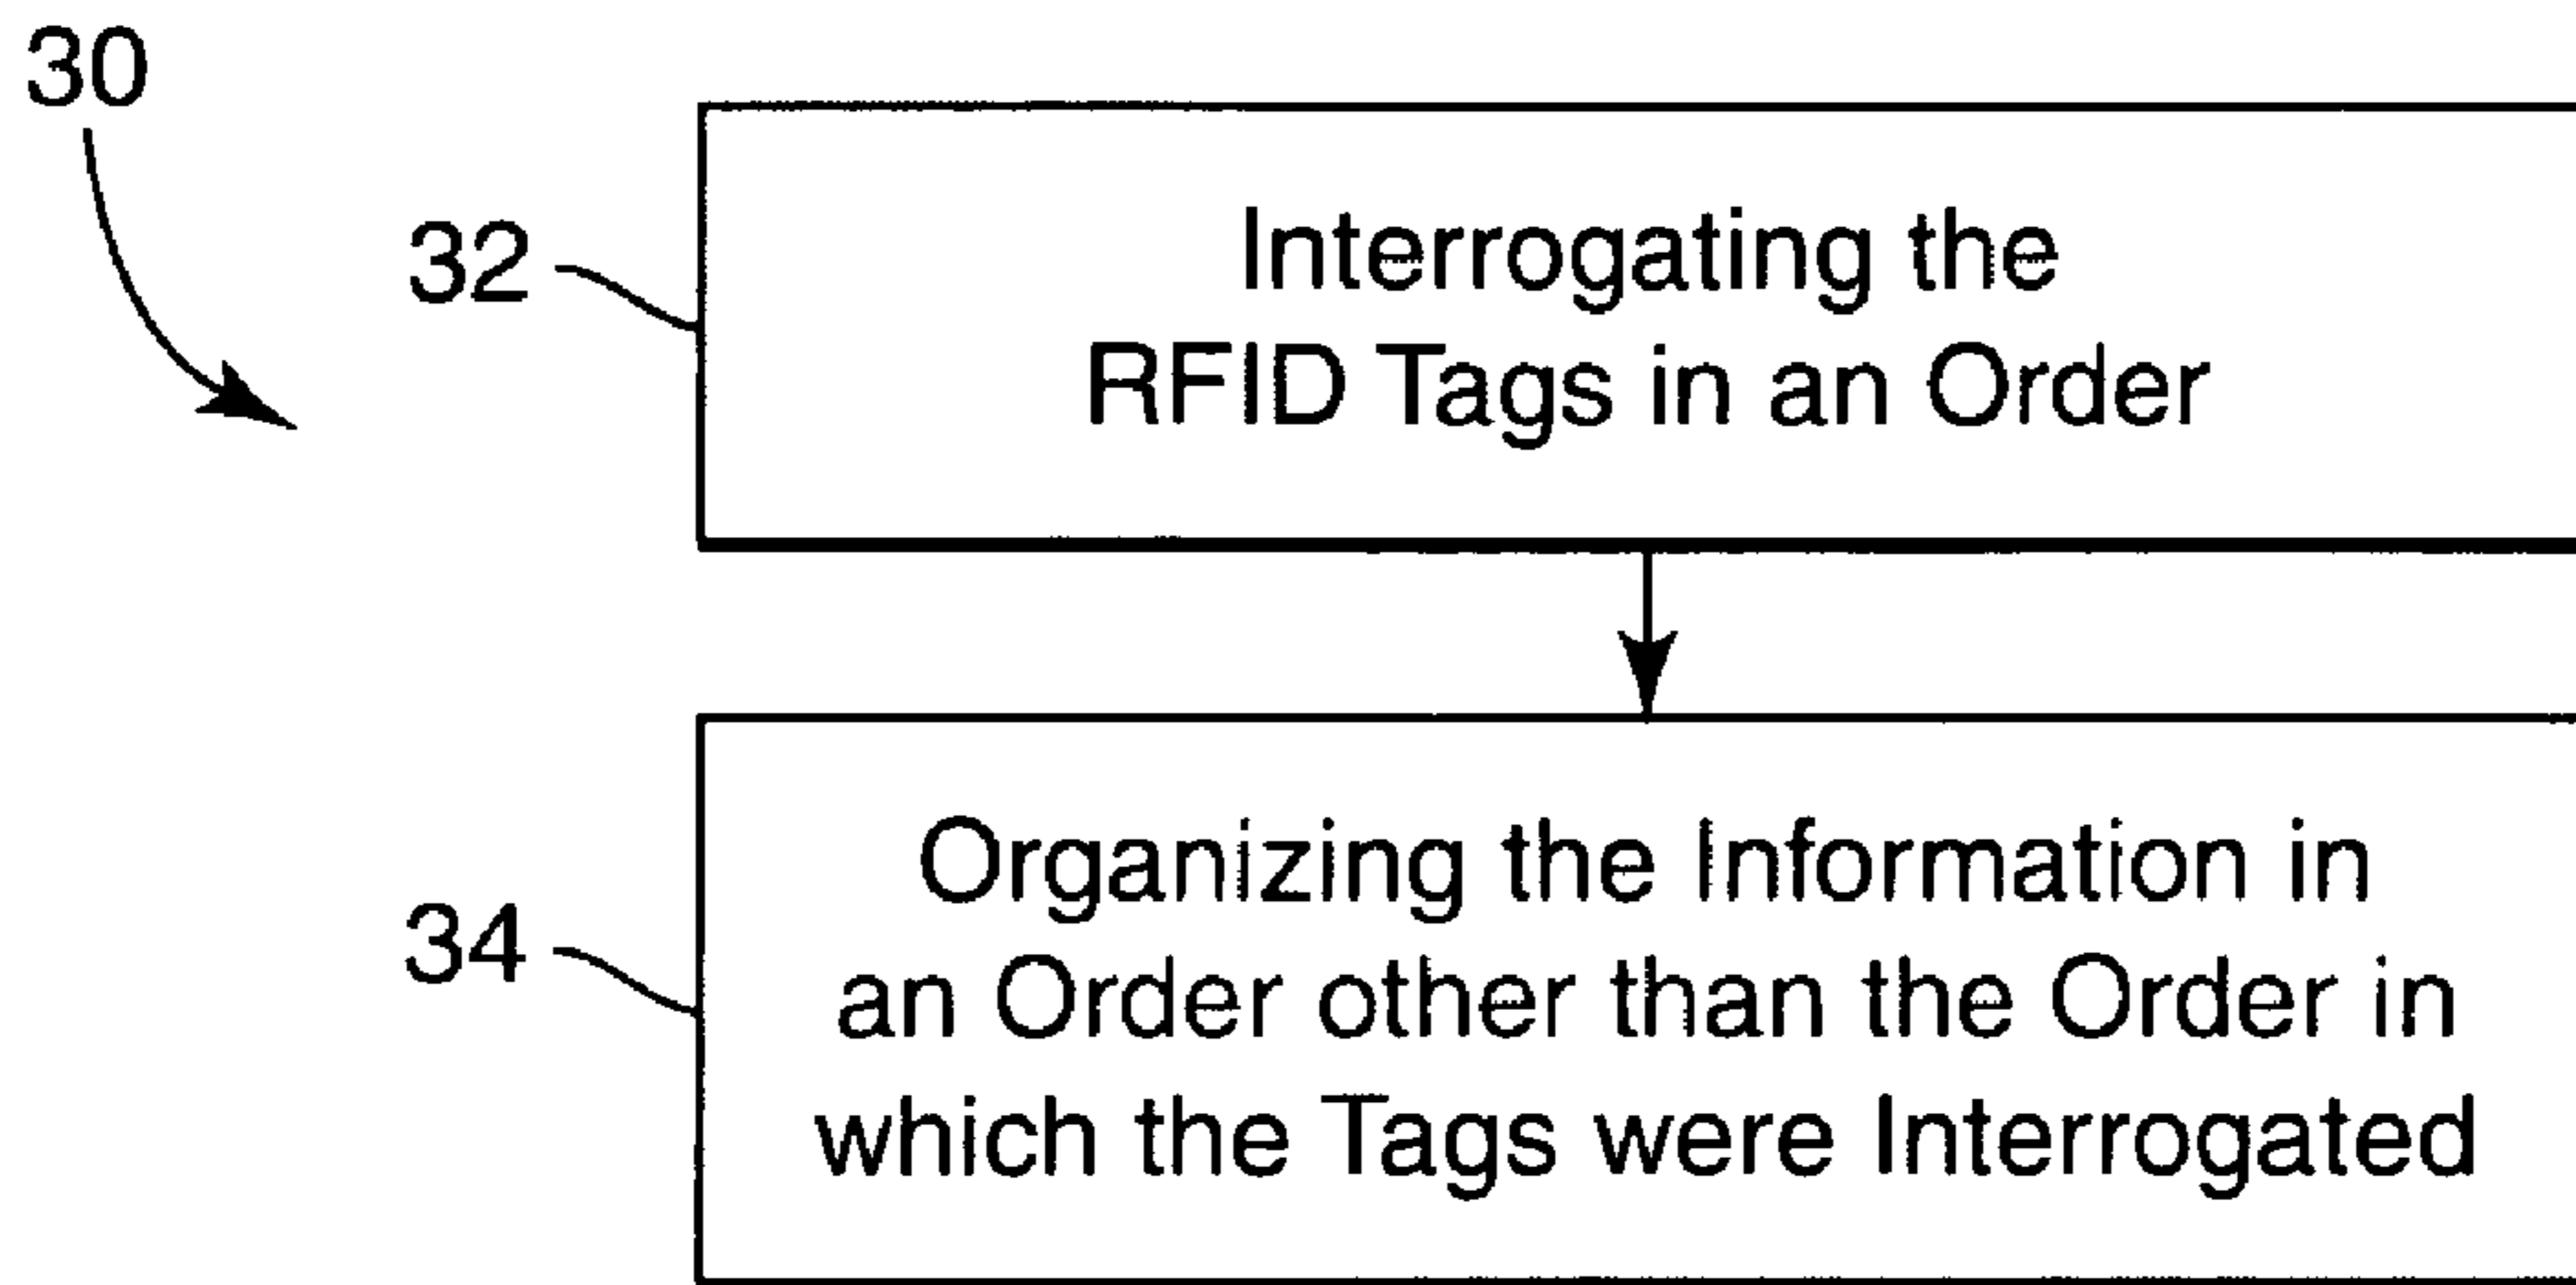 30
32
Interrogating the
RFID Tags in an Order
34
Organizing the Information in
an Order other than the Order in
which the Tags were Interrogated